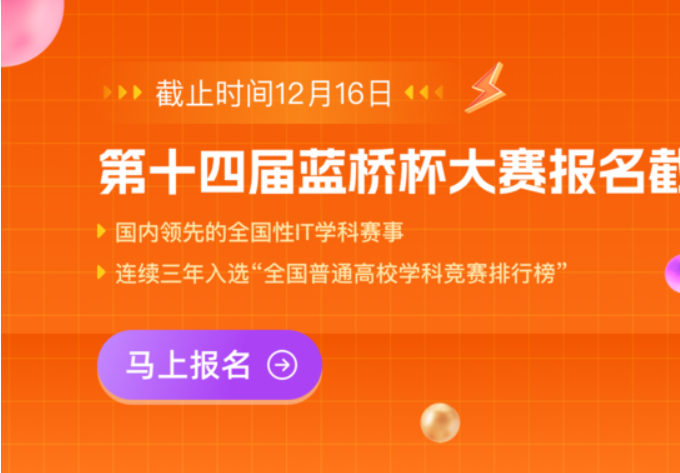 截止时间12月16日
第十四届蓝桥杯大赛报名截
国内领先的全国性IT学科赛事
连续三年入选“全国普通高校学科竞赛排行榜”
马上报名